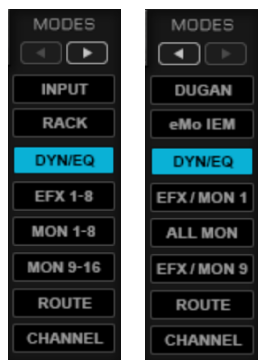 MODES
INPUT
RACK
DYN/EQ
EFX 1-8
MON 1-8
MON 9-16
ROUTE
CHANNEL
MODES
DUGAN
eMo IEM
DYN/EQ
EFX / MON 1
ALL MON
EFX / MON 9
ROUTE
CHANNEL